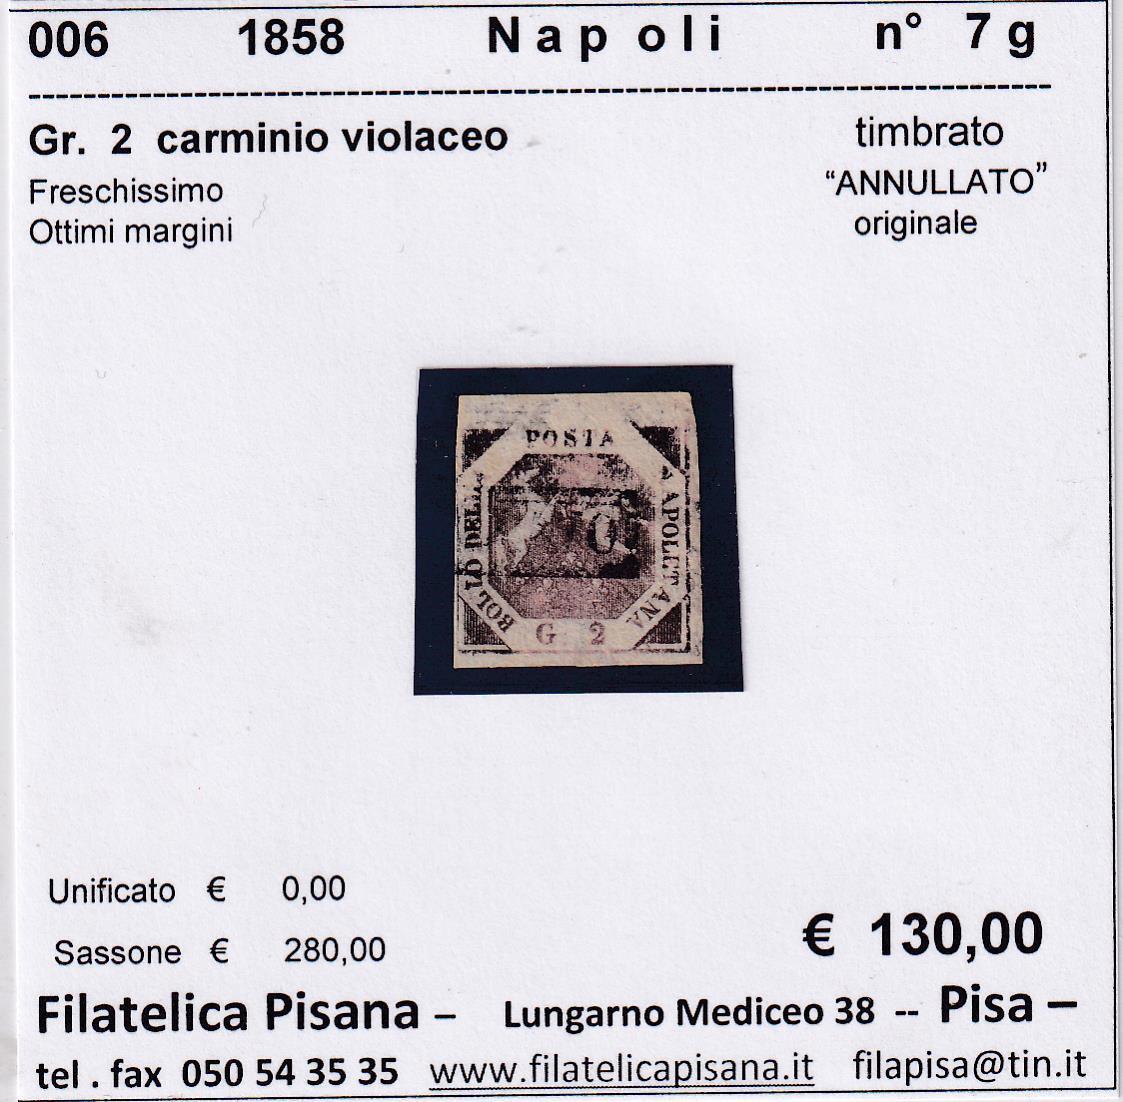 006 1858 Napoli n° 7g
Gr. 2 carminio violaceo timbrato
Freschissimo “ANNULLATO”
Ottimi margini originale
POSTA
BOLLO DELLA
NAPOLETANA
G 2
Unificato € 0,00
Sassone € 280,00
€ 130,00
Filatelica Pisana – Lungarno Mediceo 38 -- Pisa –
tel . fax 050 54 35 35 www.filatelicapisana.it filapisa@tin.it